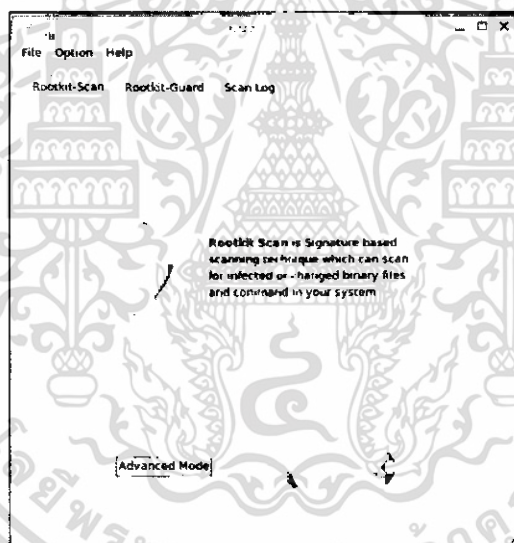 File Option Help
Rootkit-Scan Rootkit-Guard Scan Log
Rootkit Scan is Signature based
scanning technique which can scan
for infected or changed binary files
and command in your system
Advanced Mode